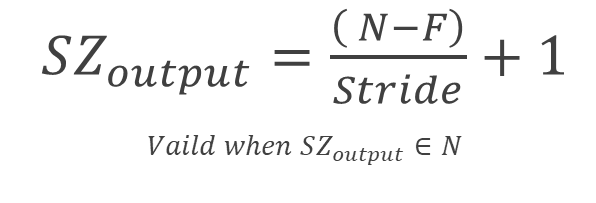 SZ_output = (N−F)/Stride + 1
Vaild when SZ_output ∈ N